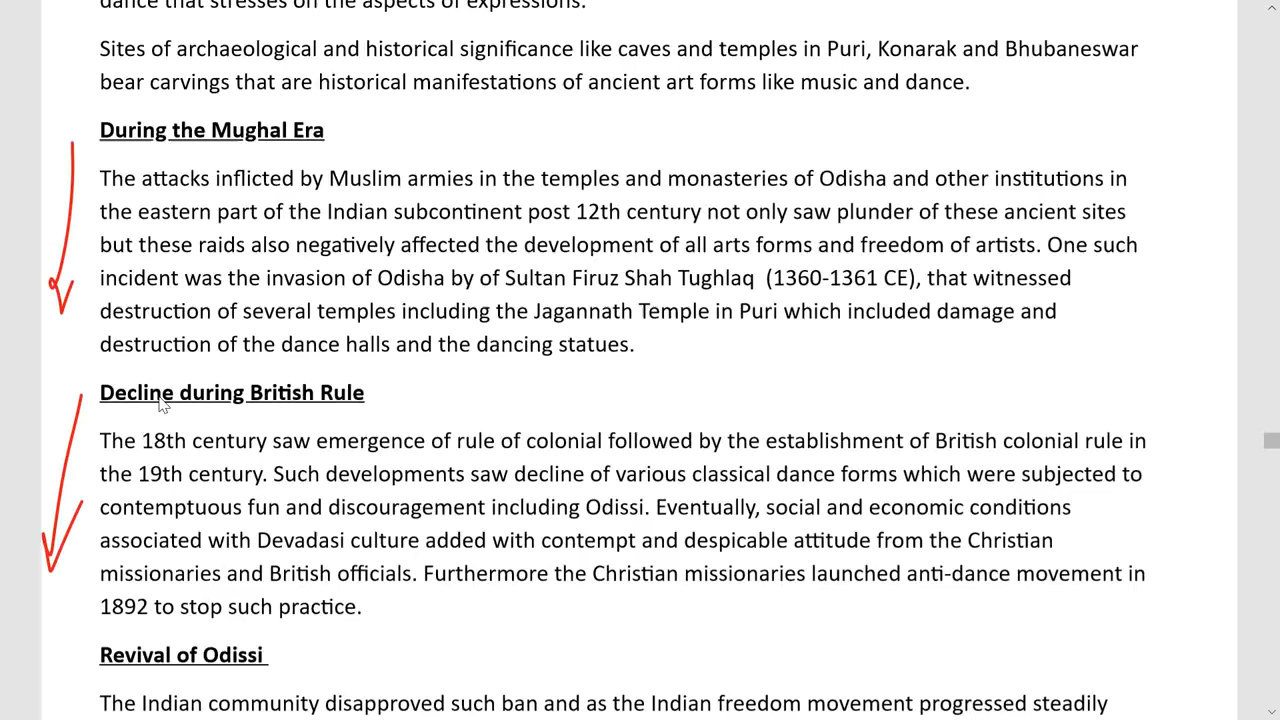 dance that stresses on the aspects of expressions.
Sites of archaeological and historical significance like caves and temples in Puri, Konarak and Bhubaneswar
bear carvings that are historical manifestations of ancient art forms like music and dance.
During the Mughal Era
The attacks inflicted by Muslim armies in the temples and monasteries of Odisha and other institutions in
the eastern part of the Indian subcontinent post 12th century not only saw plunder of these ancient sites
but these raids also negatively affected the development of all arts forms and freedom of artists. One such
incident was the invasion of Odisha by of Sultan Firuz Shah Tughlaq (1360-1361 CE), that witnessed
destruction of several temples including the Jagannath Temple in Puri which included damage and
destruction of the dance halls and the dancing statues.
Decline during British Rule
The 18th century saw emergence of rule of colonial followed by the establishment of British colonial rule in
the 19th century. Such developments saw decline of various classical dance forms which were subjected to
contemptuous fun and discouragement including Odissi. Eventually, social and economic conditions
associated with Devadasi culture added with contempt and despicable attitude from the Christian
missionaries and British officials. Furthermore the Christian missionaries launched anti-dance movement in
1892 to stop such practice.
Revival of Odissi
The Indian community disapproved such ban and as the Indian freedom movement progressed steadily